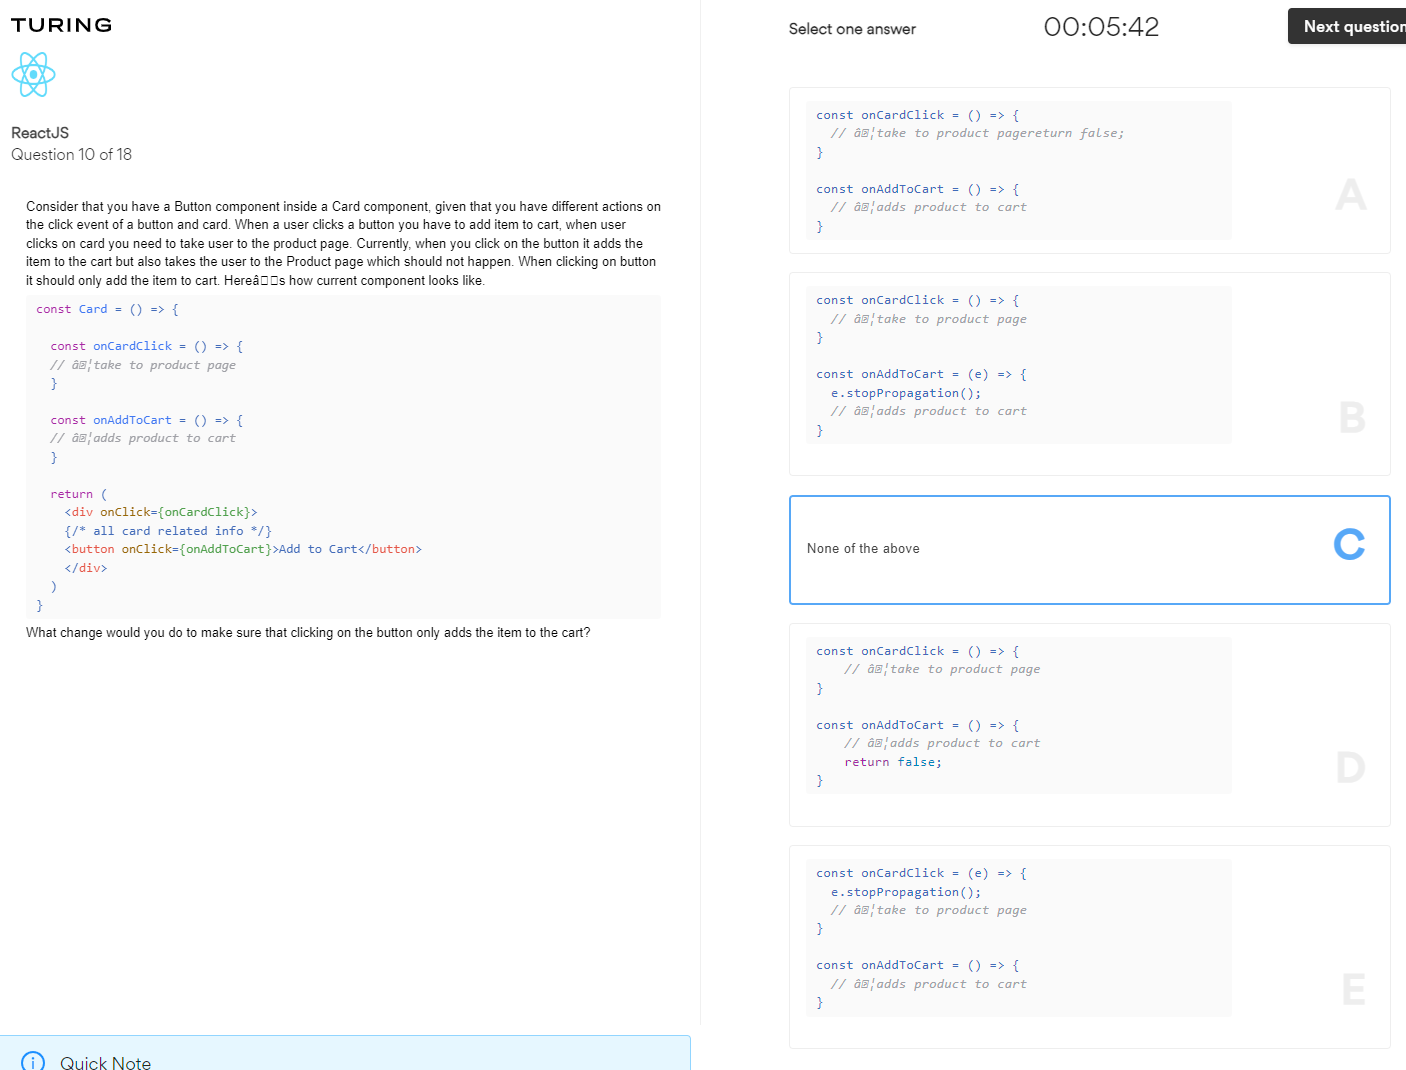 TURING
ReactJS
Question 10 of 18
Consider that you have a Button component inside a Card component, given that you have different actions on
the click event of a button and card. When a user clicks a button you have to add item to cart, when user
clicks on card you need to take user to the product page. Currently, when you click on the button it adds the
item to the cart but also takes the user to the Product page which should not happen. When clicking on button
it should only add the item to cart. Hereâ□□s how current component looks like.
const Card = () => {
const onCardClick = () => {
// â⍰¦take to product page
}
const onAddToCart = () => {
// â⍰¦adds product to cart
}
return (
<div onClick={onCardClick}>
{/* all card related info */}
<button onClick={onAddToCart}>Add to Cart</button>
</div>
)
}
What change would you do to make sure that clicking on the button only adds the item to the cart?
Quick Note
Select one answer
00:05:42
Next question
const onCardClick = () => {
// â⍰¦take to product pagereturn false;
}
const onAddToCart = () => {
// â⍰¦adds product to cart
}
A
const onCardClick = () => {
// â⍰¦take to product page
}
const onAddToCart = (e) => {
e.stopPropagation();
// â⍰¦adds product to cart
}
B
None of the above
C
const onCardClick = () => {
// â⍰¦take to product page
}
const onAddToCart = () => {
// â⍰¦adds product to cart
return false;
}
D
const onCardClick = (e) => {
e.stopPropagation();
// â⍰¦take to product page
}
const onAddToCart = () => {
// â⍰¦adds product to cart
}
E